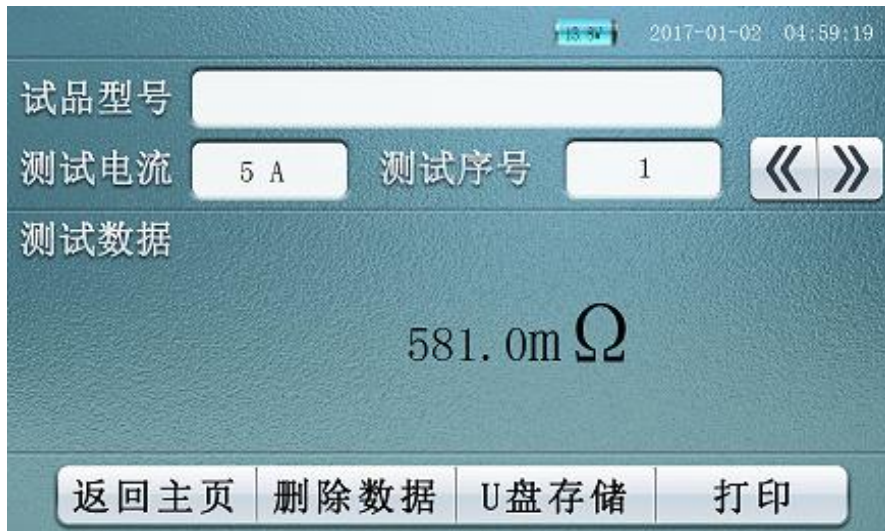 2017-01-02 04:59:19
试品型号
测试电流 5 A 测试序号 1
测试数据
581.0mΩ
返回主页 删除数据 U盘存储 打印